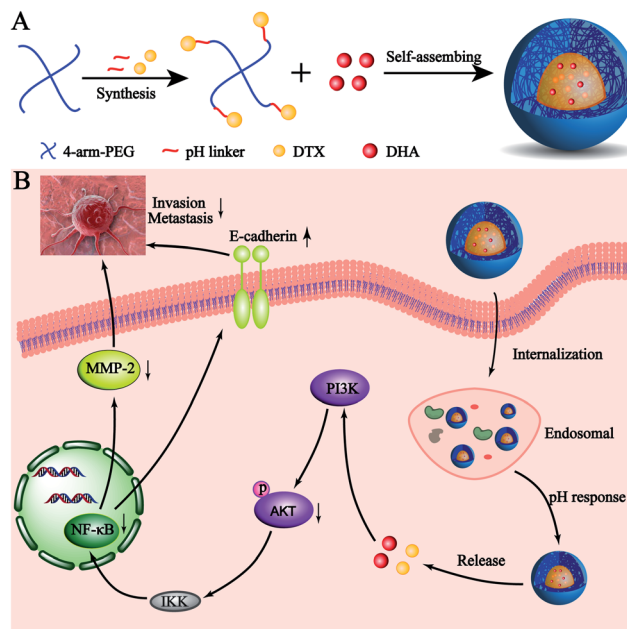 A
Synthesis
+
Self-assembing
4-arm-PEG
pH linker
DTX
DHA
B
Invasion
Metastasis ↓
E-cadherin ↑
MMP-2 ↓
PI3K
Internalization
Endosomal
pH response
P
AKT ↓
NF-κB ↓
Release
IKK